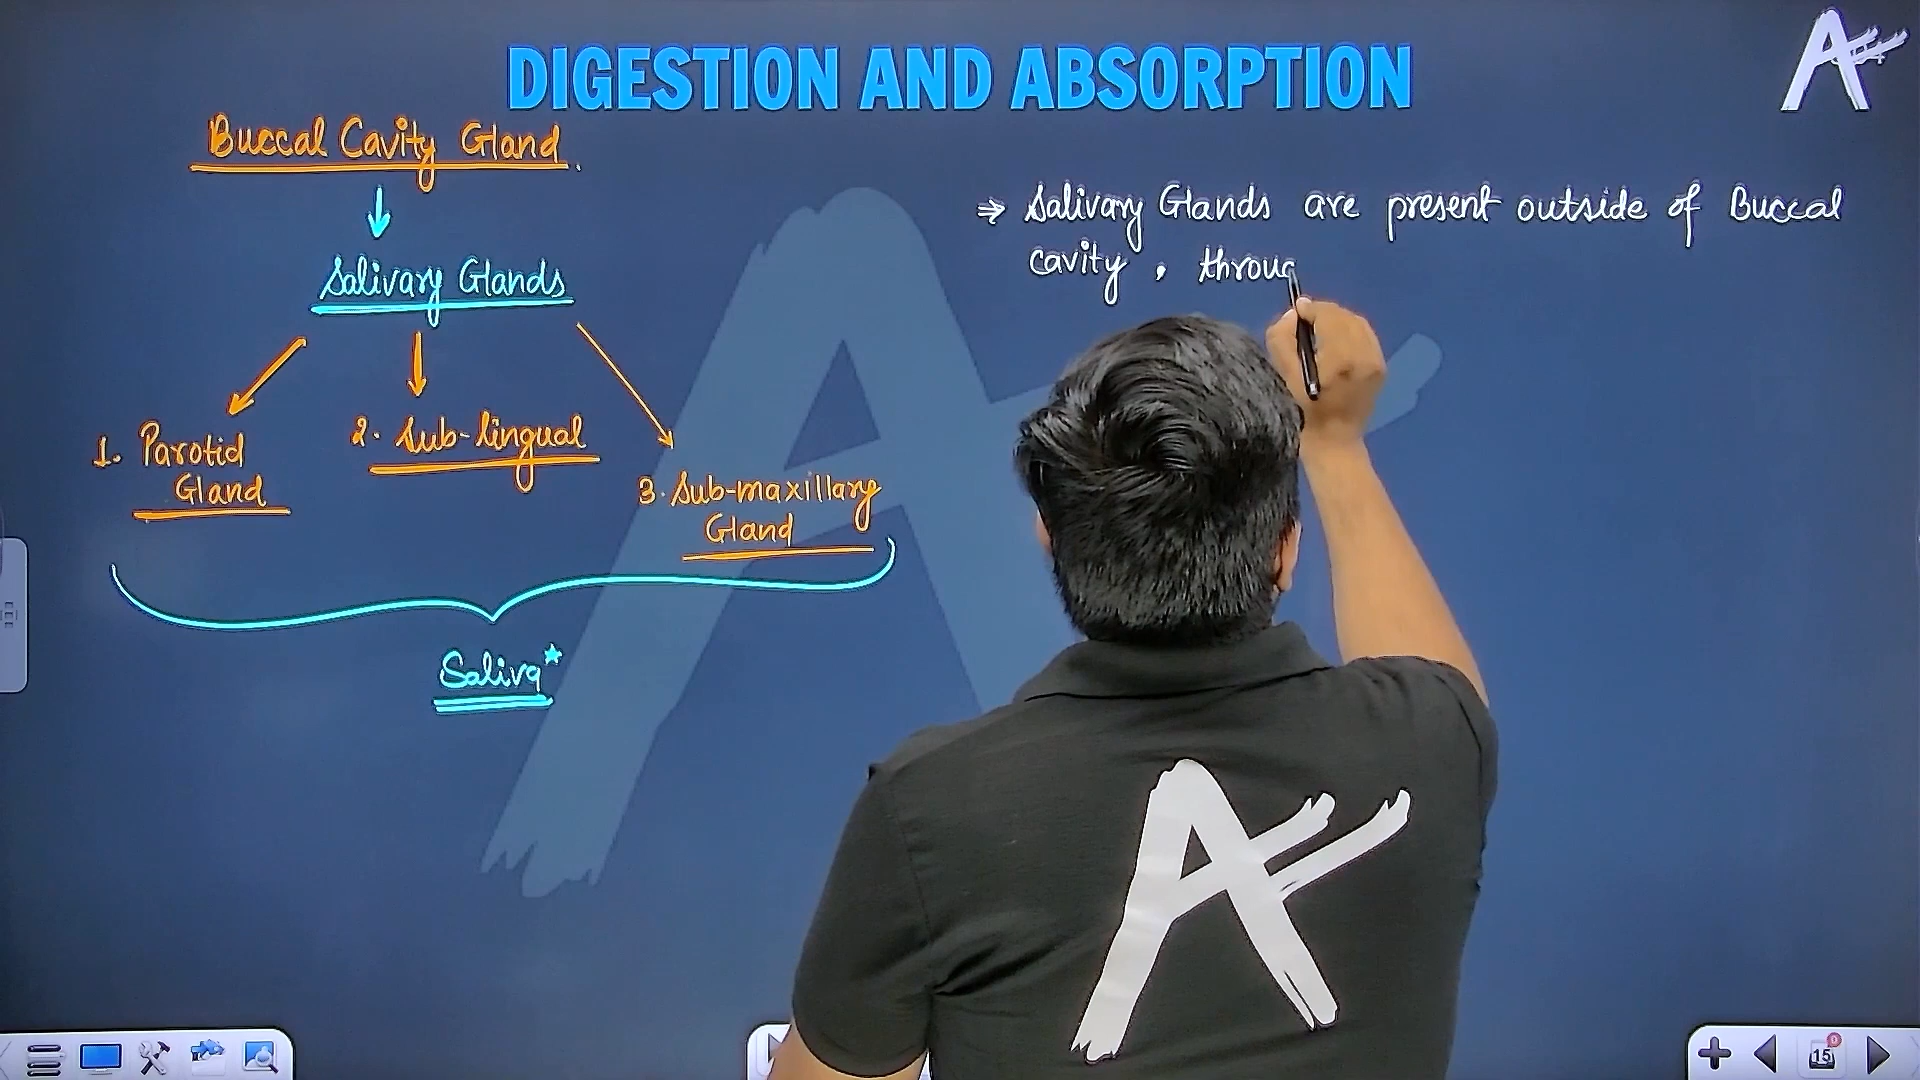 DIGESTION AND ABSORPTION
Buccal Cavity Gland
Salivary Glands
1. Parotid
Gland
2. Sub-lingual
3. Sub-maxillary
Gland
Saliva*
⇒ Salivary Glands are present outside of Buccal
cavity, throug
15